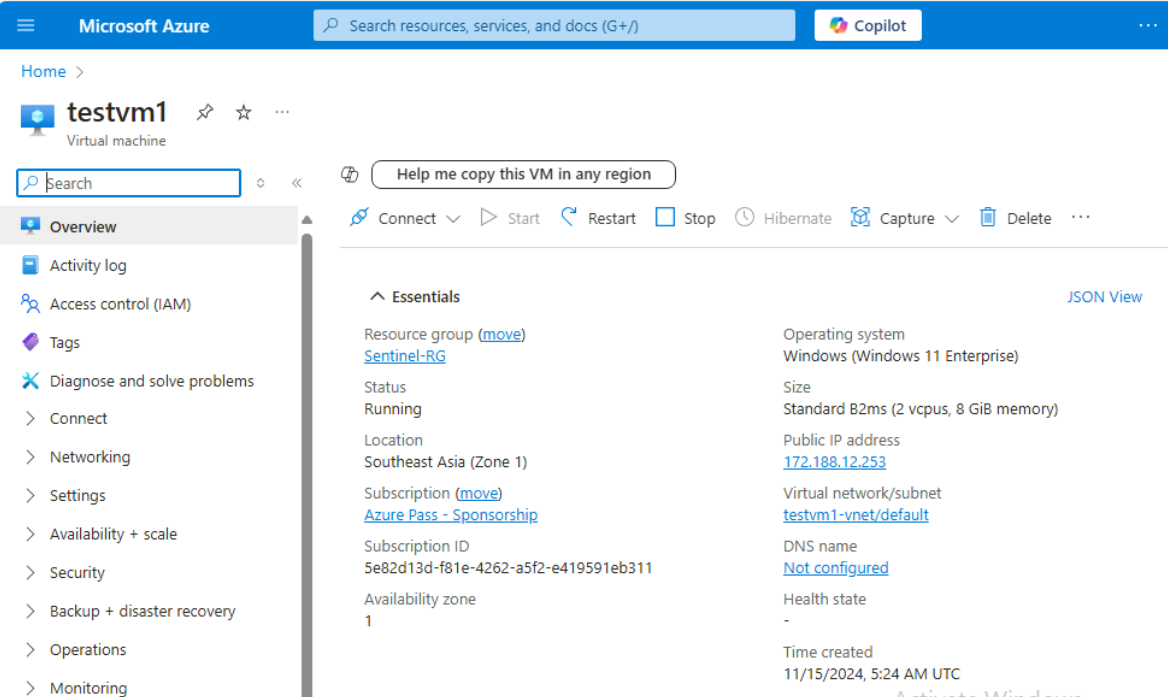 Microsoft Azure
Search resources, services, and docs (G+/)
Copilot
Home
testvm1
Virtual machine
Search
Overview
Activity log
Access control (IAM)
Tags
Diagnose and solve problems
Connect
Networking
Settings
Availability + scale
Security
Backup + disaster recovery
Operations
Monitoring
Help me copy this VM in any region
Connect Start Restart Stop Hibernate Capture Delete
Essentials
JSON View
Resource group (move)
Sentinel-RG
Status
Running
Location
Southeast Asia (Zone 1)
Subscription (move)
Azure Pass - Sponsorship
Subscription ID
5e82d13d-f81e-4262-a5f2-e419591eb311
Availability zone
1
Operating system
Windows (Windows 11 Enterprise)
Size
Standard B2ms (2 vcpus, 8 GiB memory)
Public IP address
172.188.12.253
Virtual network/subnet
testvm1-vnet/default
DNS name
Not configured
Health state
-
Time created
11/15/2024, 5:24 AM UTC
Activate Windows